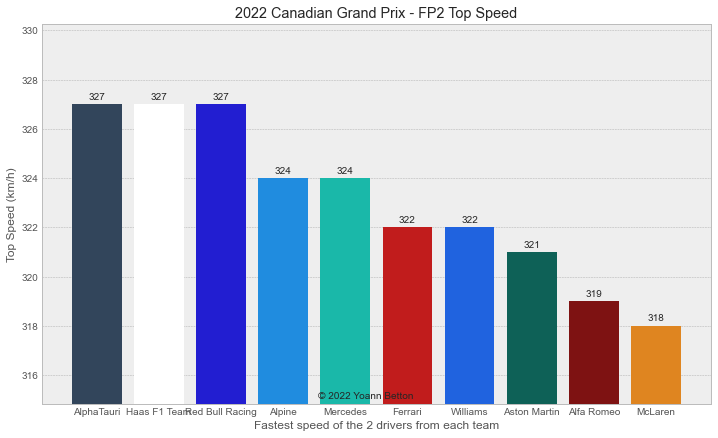 2022 Canadian Grand Prix - FP2 Top Speed
330
328
326
324
322
320
318
316
Top Speed (km/h)
327
327
327
324
324
322
322
321
319
318
© 2022 Yoann Betton
AlphaTauri
Haas F1 Team
Red Bull Racing
Alpine
Mercedes
Ferrari
Williams
Aston Martin
Alfa Romeo
McLaren
Fastest speed of the 2 drivers from each team